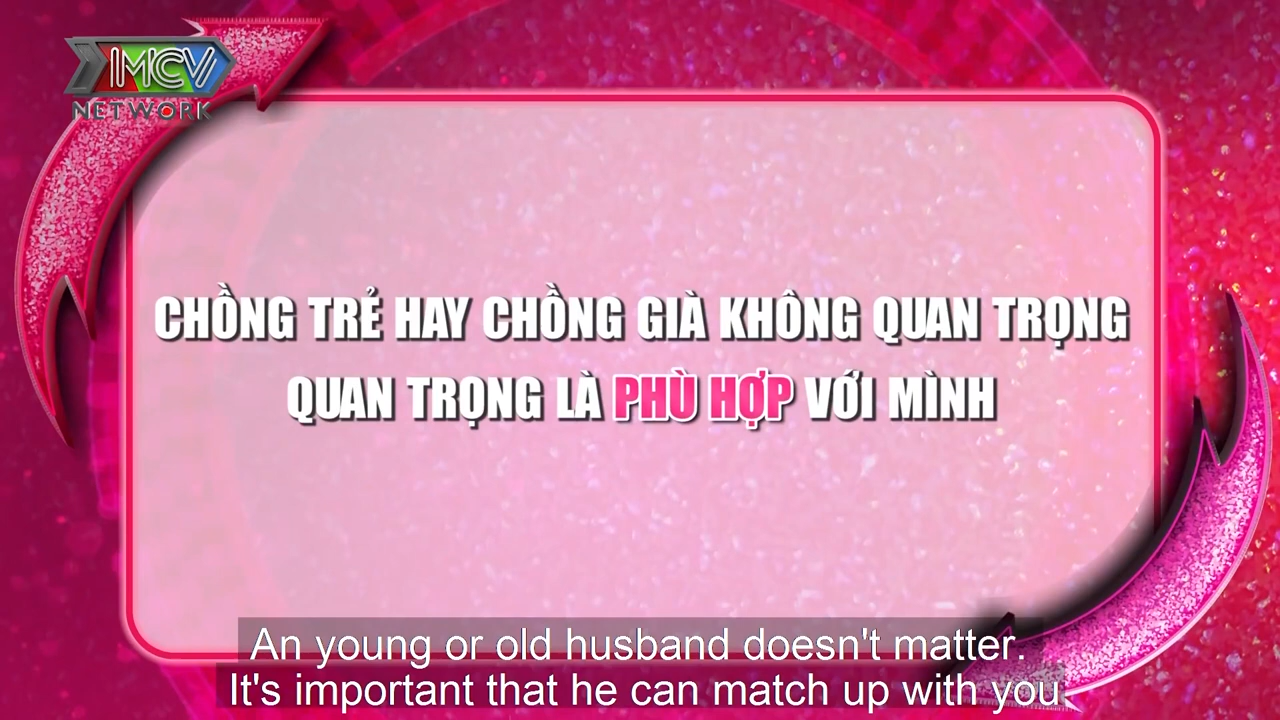 MCV
NETWORK
CHỒNG TRẺ HAY CHỒNG GIÀ KHÔNG QUAN TRỌNG
QUAN TRỌNG LÀ PHÙ HỢP VỚI MÌNH
An young or old husband doesn't matter.
It's important that he can match up with you.